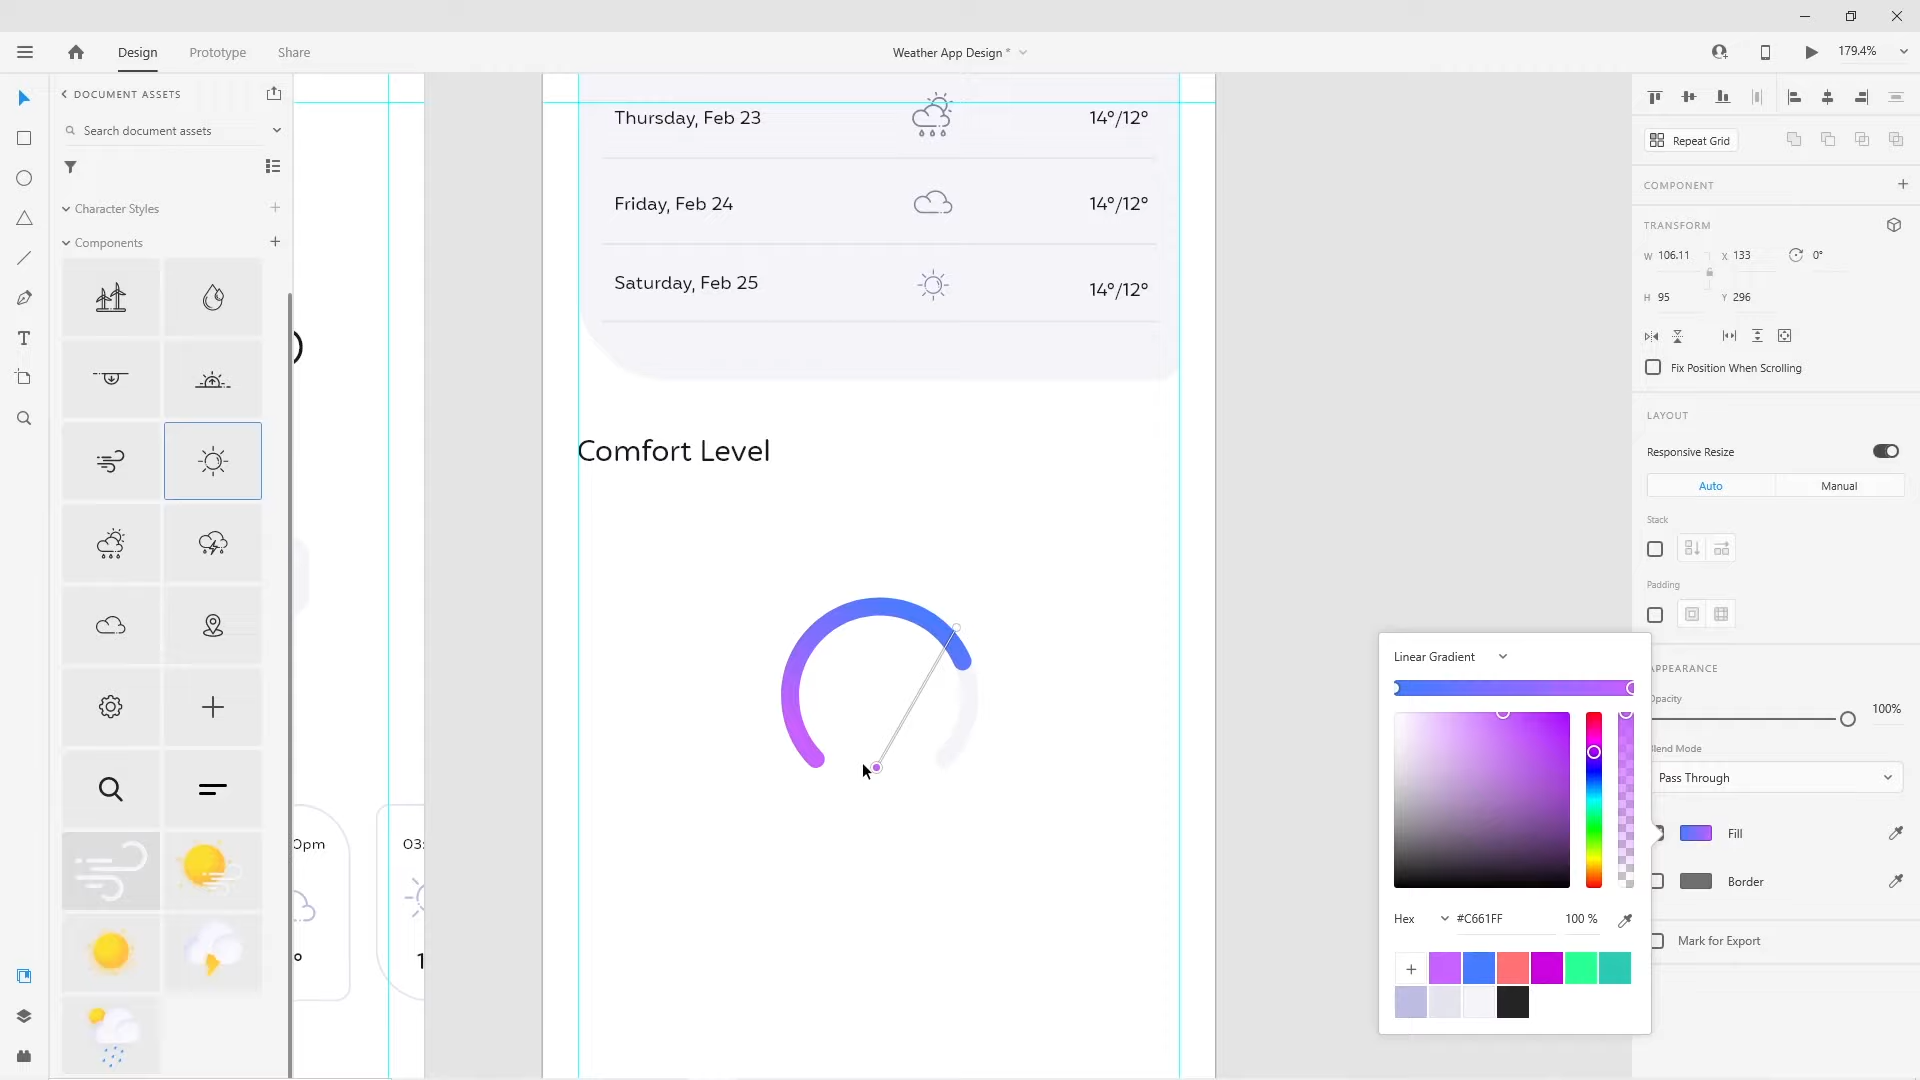 Design
Prototype
Share
Weather App Design *
179.4%
DOCUMENT ASSETS
Search document assets
Character Styles
Components
0pm
03:
°
1
Thursday, Feb 23
14°/12°
Friday, Feb 24
14°/12°
Saturday, Feb 25
14°/12°
Comfort Level
Repeat Grid
COMPONENT
TRANSFORM
W 106.11
X 133
0°
H 95
Y 296
Fix Position When Scrolling
LAYOUT
Responsive Resize
Auto
Manual
Stack
Padding
APPEARANCE
Opacity
100%
Blend Mode
Pass Through
Fill
Border
Mark for Export
Linear Gradient
Hex
#C661FF
100 %